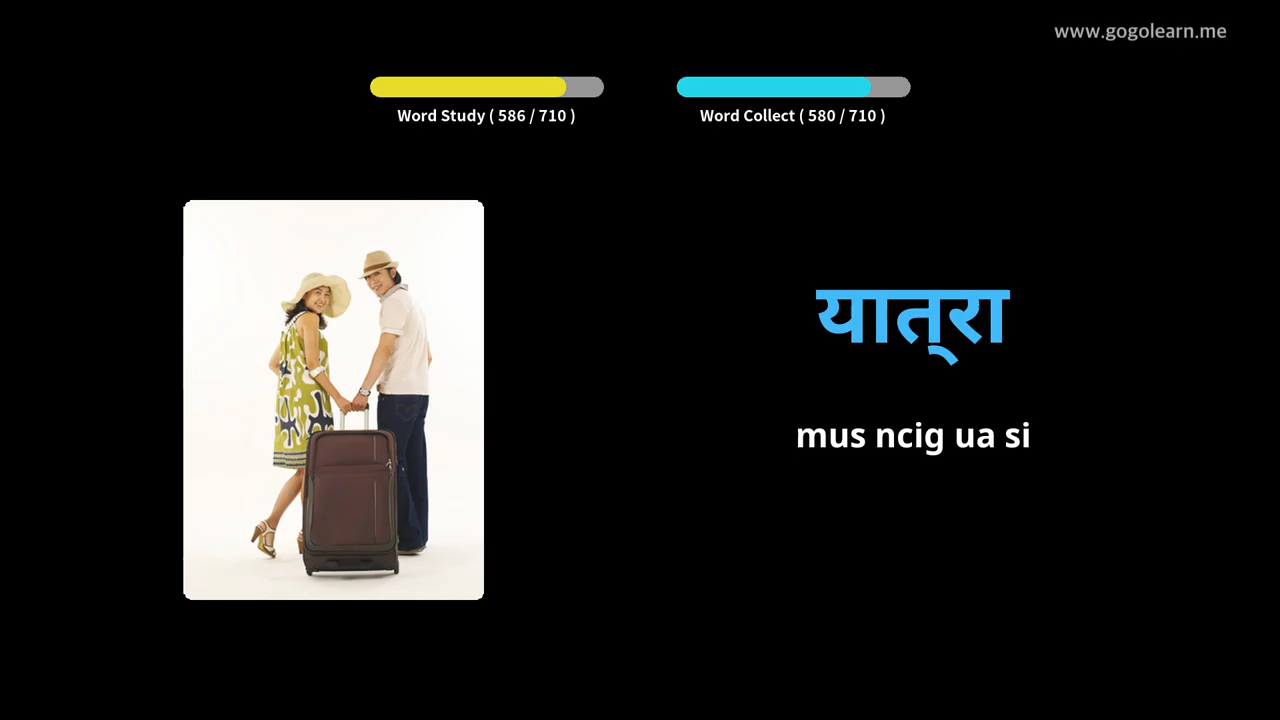 www.gogolearn.me
Word Study ( 586 / 710 )
Word Collect ( 580 / 710 )
यात्‌रा
mus ncig ua si